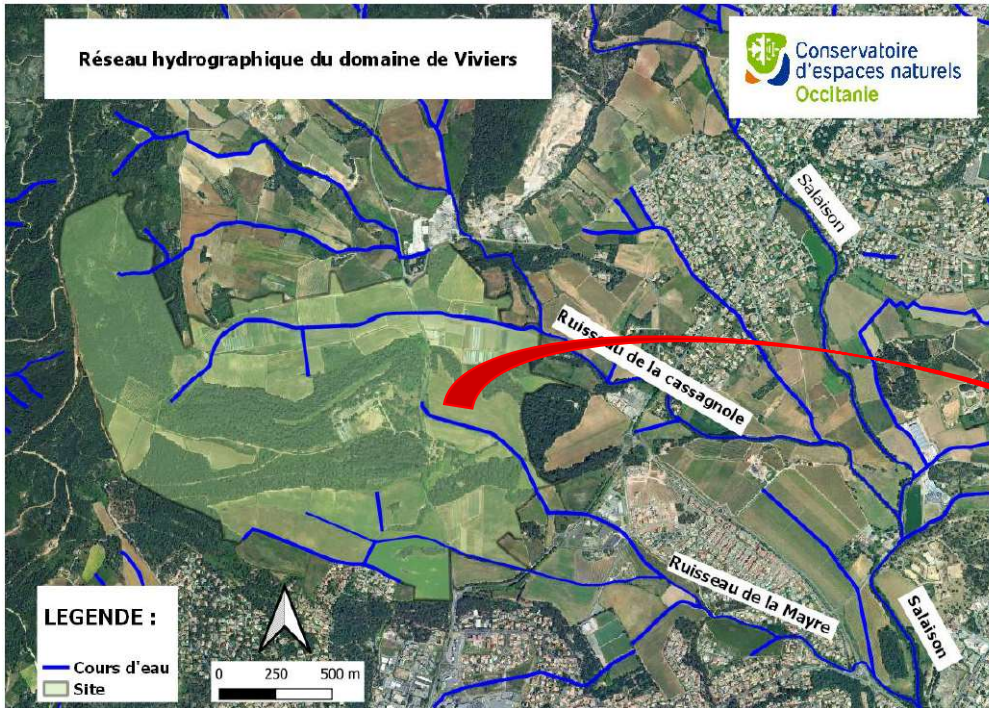 Réseau hydrographique du domaine de Viviers
Conservatoire
d'espaces naturels
Occitanie
Salaison
Ruisseau de la cassagnole
Ruisseau de la Mayre
Salaison
LEGENDE :
Cours d'eau
Site
0 250 500 m